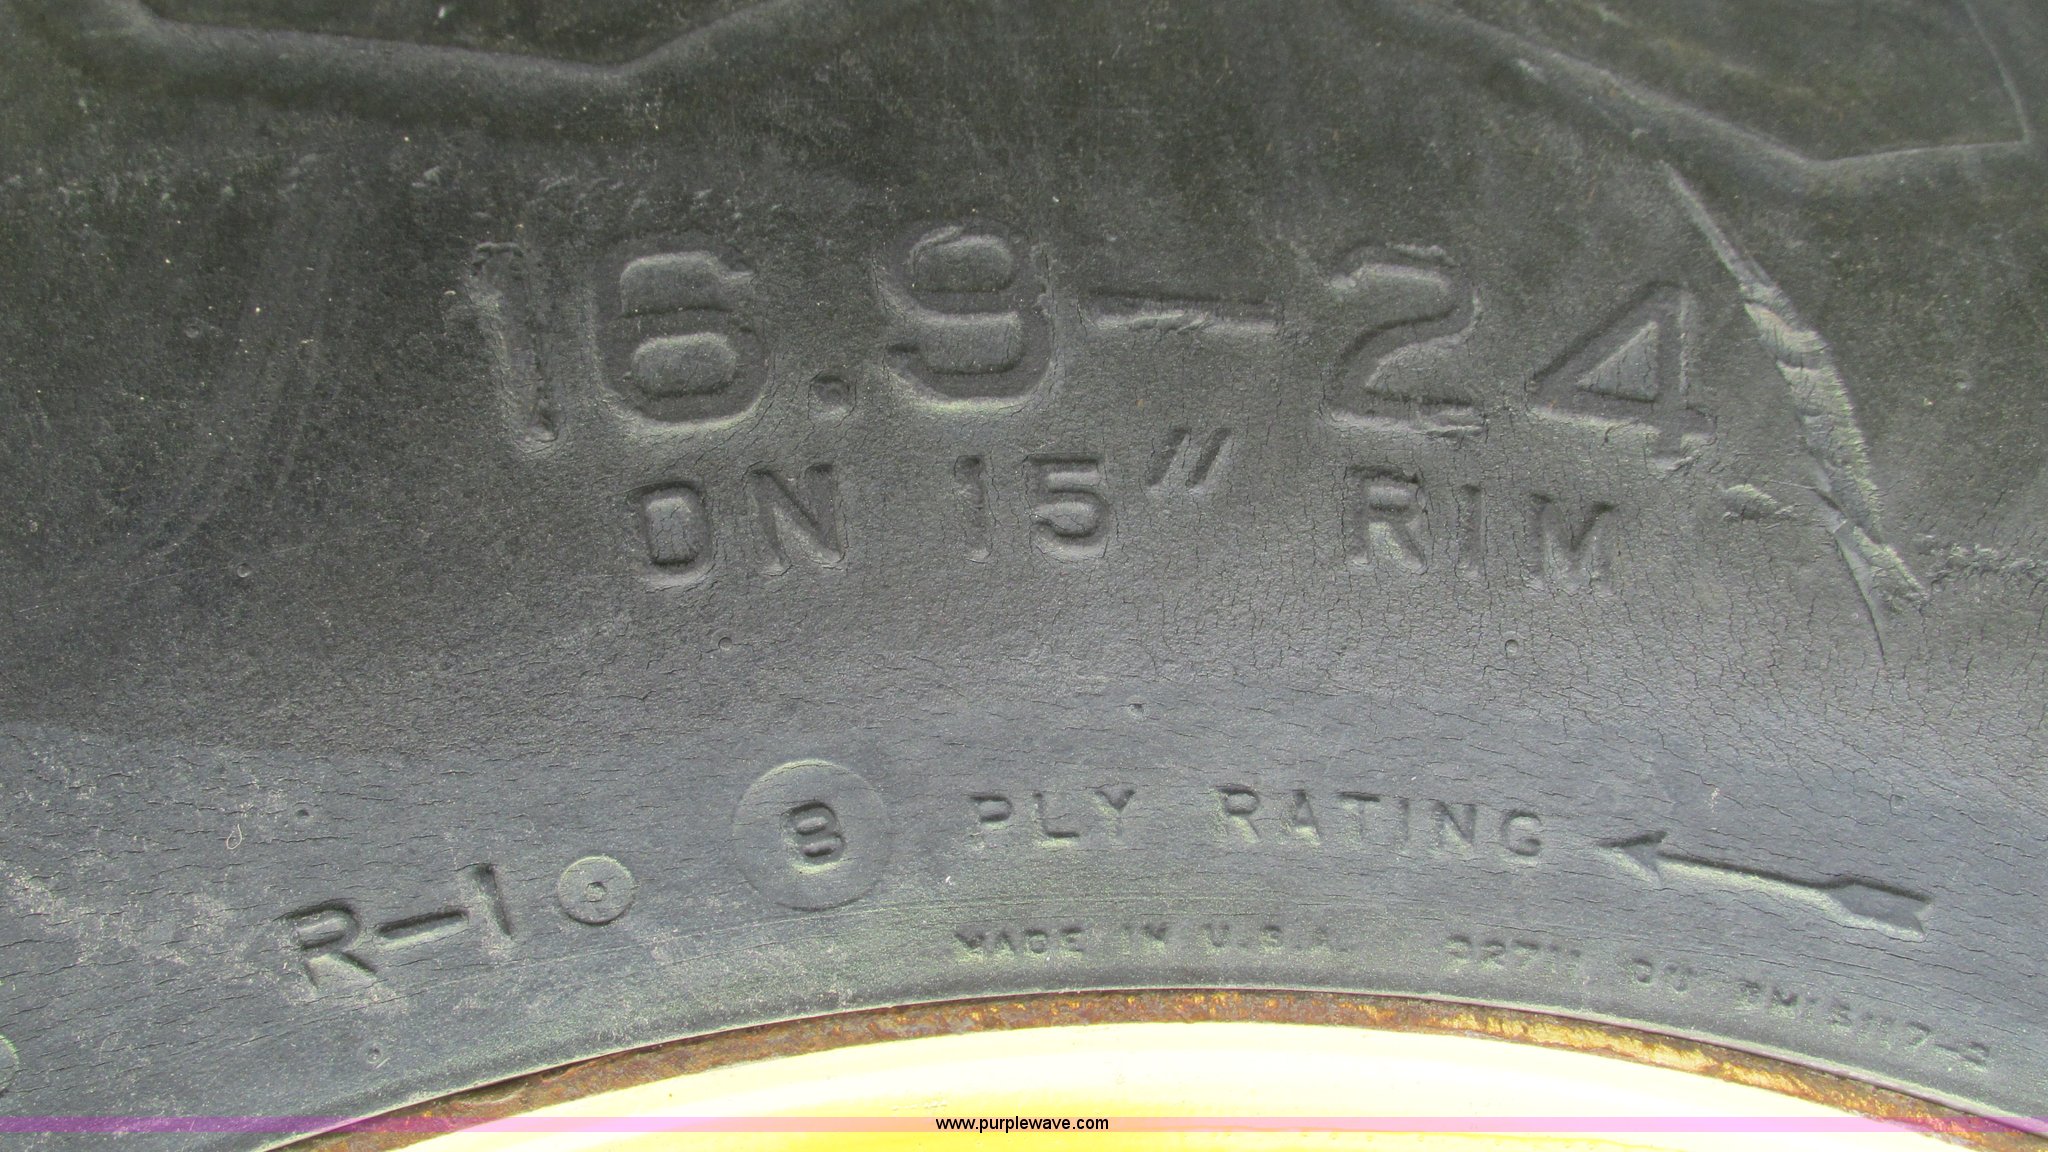 16.9-24
ON 15" RIM
R-1 8 PLY RATING
MADE IN U.S.A.
www.purplewave.com